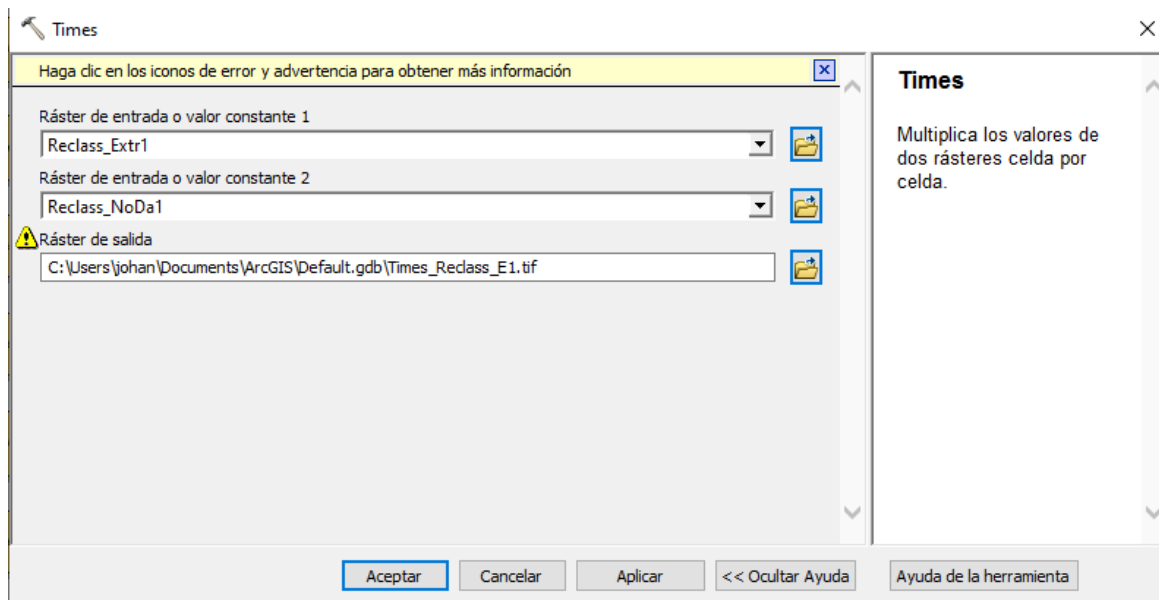 Times
Haga clic en los iconos de error y advertencia para obtener más información
Ráster de entrada o valor constante 1
Reclass_Extr1
Ráster de entrada o valor constante 2
Reclass_NoDa1
Ráster de salida
C:\Users\johan\Documents\ArcGIS\Default.gdb\Times_Reclass_E1.tif
Times
Multiplica los valores de
dos rásteres celda por
celda.
Aceptar
Cancelar
Aplicar
<< Ocultar Ayuda
Ayuda de la herramienta